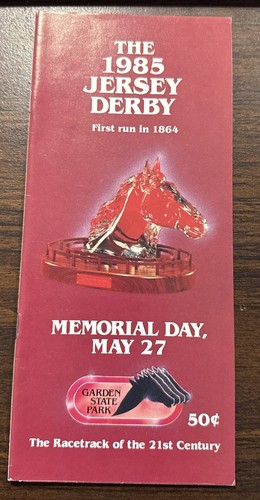 THE
1985
JERSEY
DERBY
First run in 1864
MEMORIAL DAY,
MAY 27
GARDEN
STATE
PARK
50¢
The Racetrack of the 21st Century